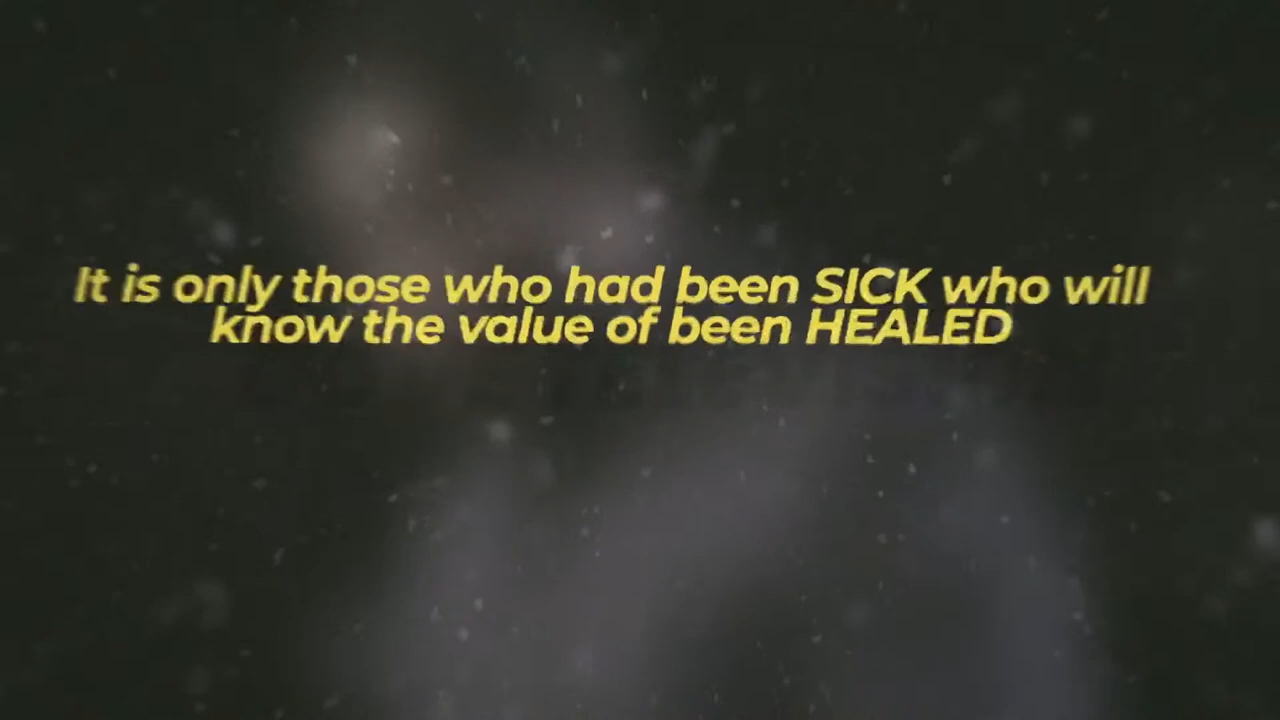 It is only those who had been SICK who will
know the value of been HEALED